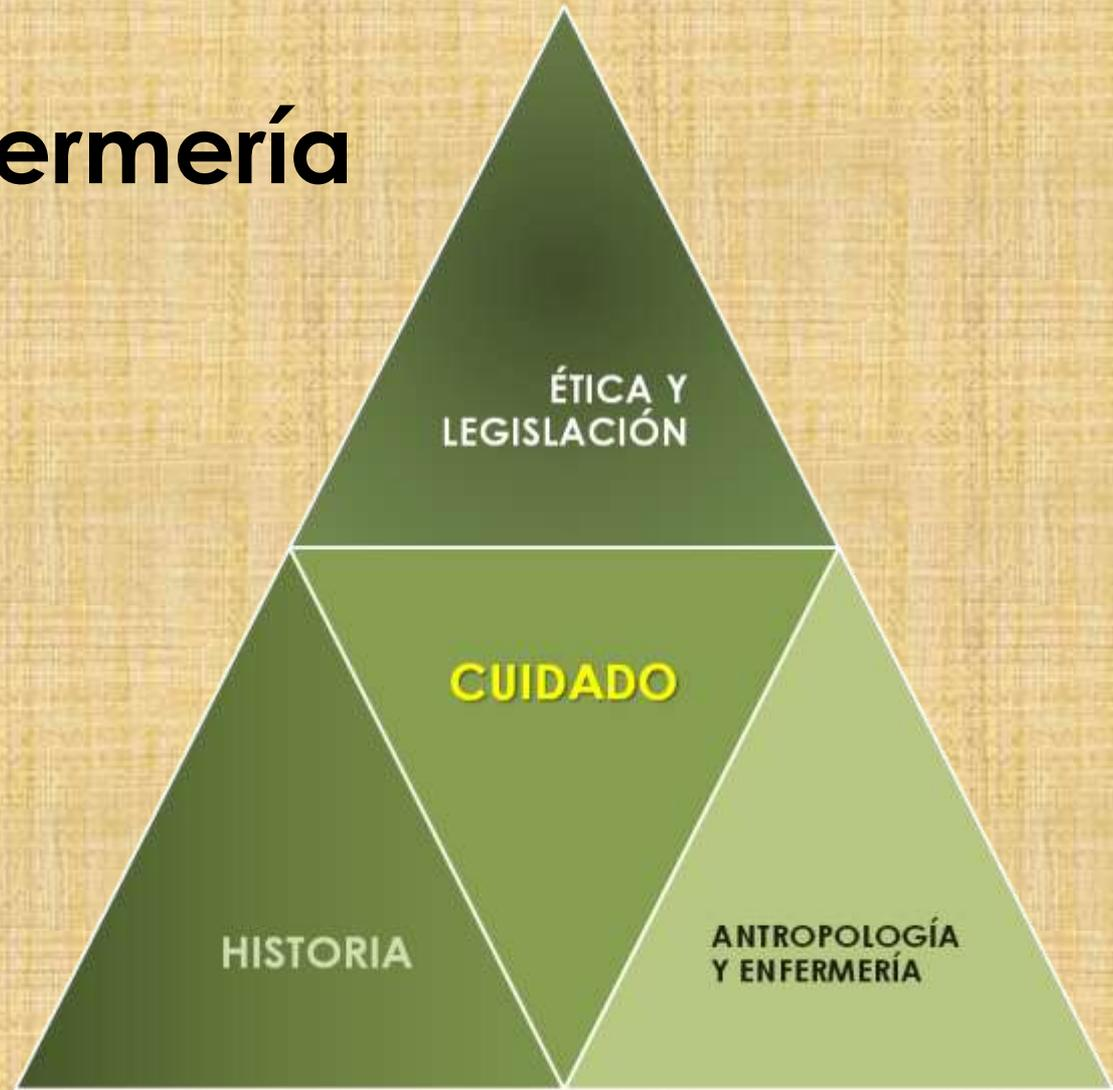 ermería
ÉTICA Y
LEGISLACIÓN
CUIDADO
HISTORIA
ANTROPOLOGÍA
Y ENFERMERÍA